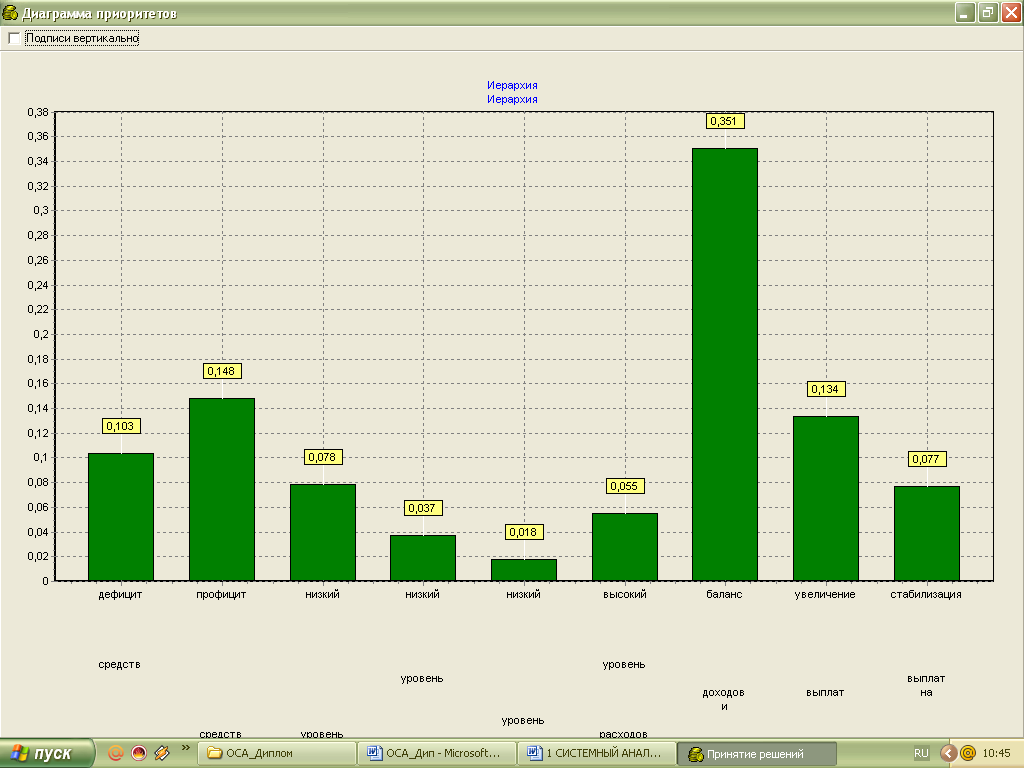 Диаграмма приоритетов
Подписи вертикально
Иерархия
Иерархия
0,38
0,36
0,34
0,32
0,3
0,28
0,26
0,24
0,22
0,2
0,18
0,16
0,14
0,12
0,1
0,08
0,06
0,04
0,02
0
0,103
0,148
0,078
0,037
0,018
0,055
0,351
0,134
0,077
дефицит профицит низкий низкий низкий высокий баланс увеличение стабилизация
средств уровень
уровень выплат
доходов выплат на
и
уровень
средств уровень расходов
пуск
»
ОСА_Диплом
ОСА_Дип - Microsoft...
1 СИСТЕМНЫЙ АНАЛ...
Принятие решений
RU
10:45